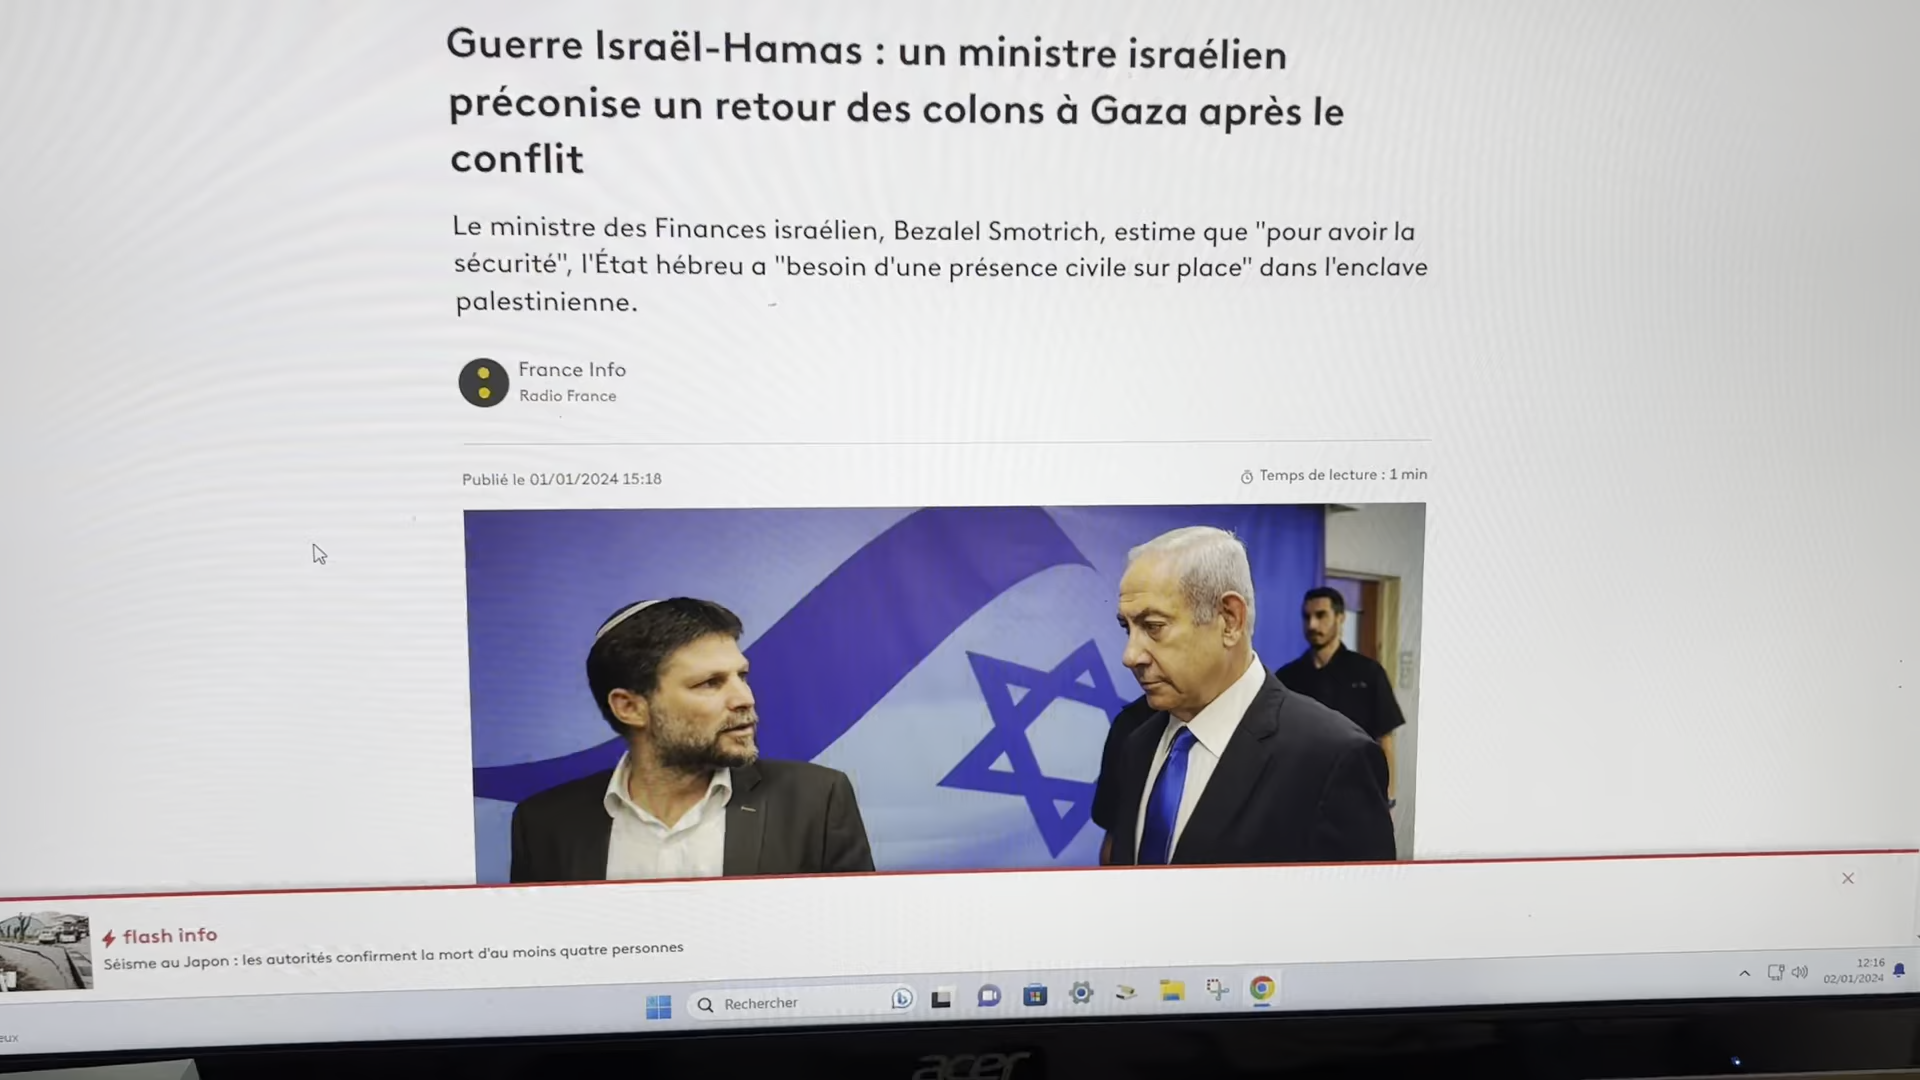 Guerre Israël-Hamas : un ministre israélien
préconise un retour des colons à Gaza après le
conflit
Le ministre des Finances israélien, Bezalel Smotrich, estime que "pour avoir la
sécurité", l'État hébreu a "besoin d'une présence civile sur place" dans l'enclave
palestinienne.
France Info
Radio France
Publié le 01/01/2024 15:18
Temps de lecture : 1 min
flash info
Séisme au Japon : les autorités confirment la mort d'au moins quatre personnes
Rechercher
12:16
02/01/2024
eux
acer